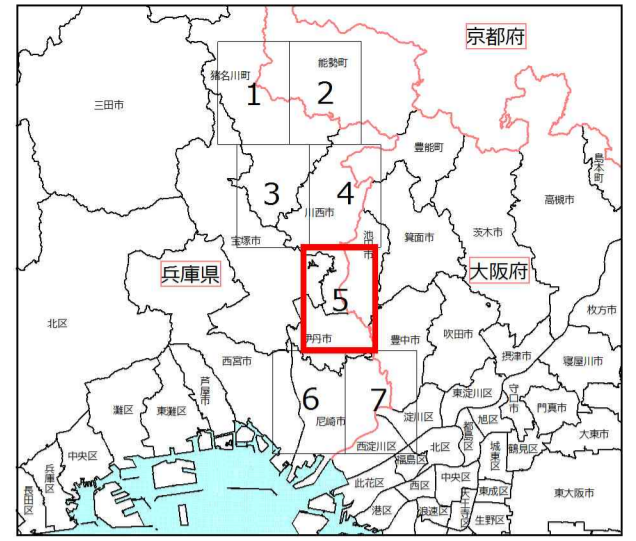 京都府
能勢町
猪名川町
1
2
三田市
豊能町
島本町
3
4
高槻市
川西市
池田市
箕面市
茨木市
宝塚市
兵庫県
大阪府
5
枚方市
北区
伊丹市
豊中市
吹田市
摂津市
寝屋川市
西宮市
芦屋市
6
7
東淀川区
守口市
門真市
灘区
東灘区
尼崎市
淀川区
旭区
都島区
大東市
西淀川区
北区
城東区
鶴見区
中央区
福島区
兵庫区
此花区
西区
中央区
東成区
東大阪市
長田区
港区
浪速区
天王寺区
生野区